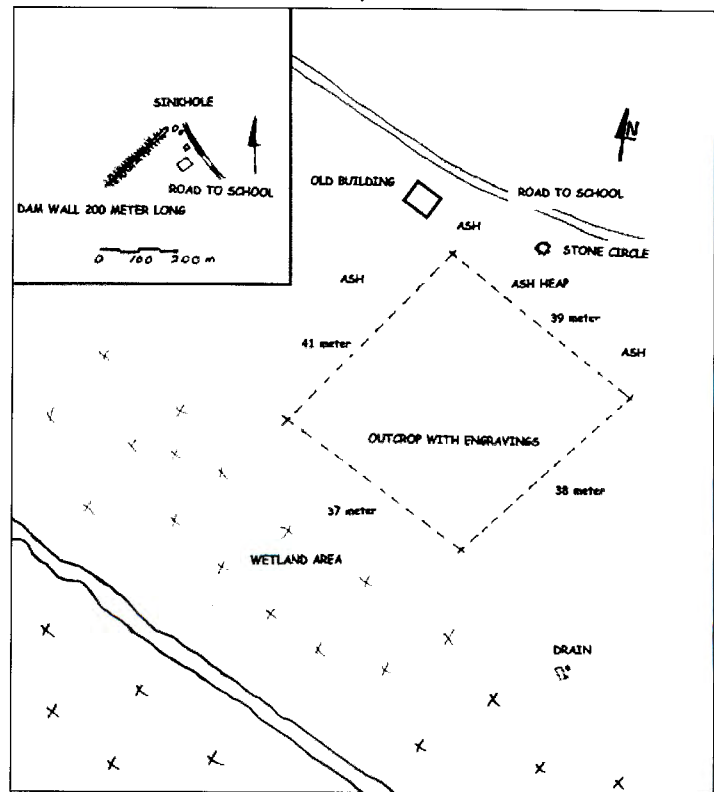 SINKHOLE
ROAD TO SCHOOL
DAM WALL 200 METER LONG
0 100 200 m
N
OLD BUILDING
ROAD TO SCHOOL
ASH
STONE CIRCLE
ASH
ASH HEAP
39 meter
41 meter
ASH
OUTCROP WITH ENGRAVINGS
38 meter
37 meter
WETLAND AREA
DRAIN